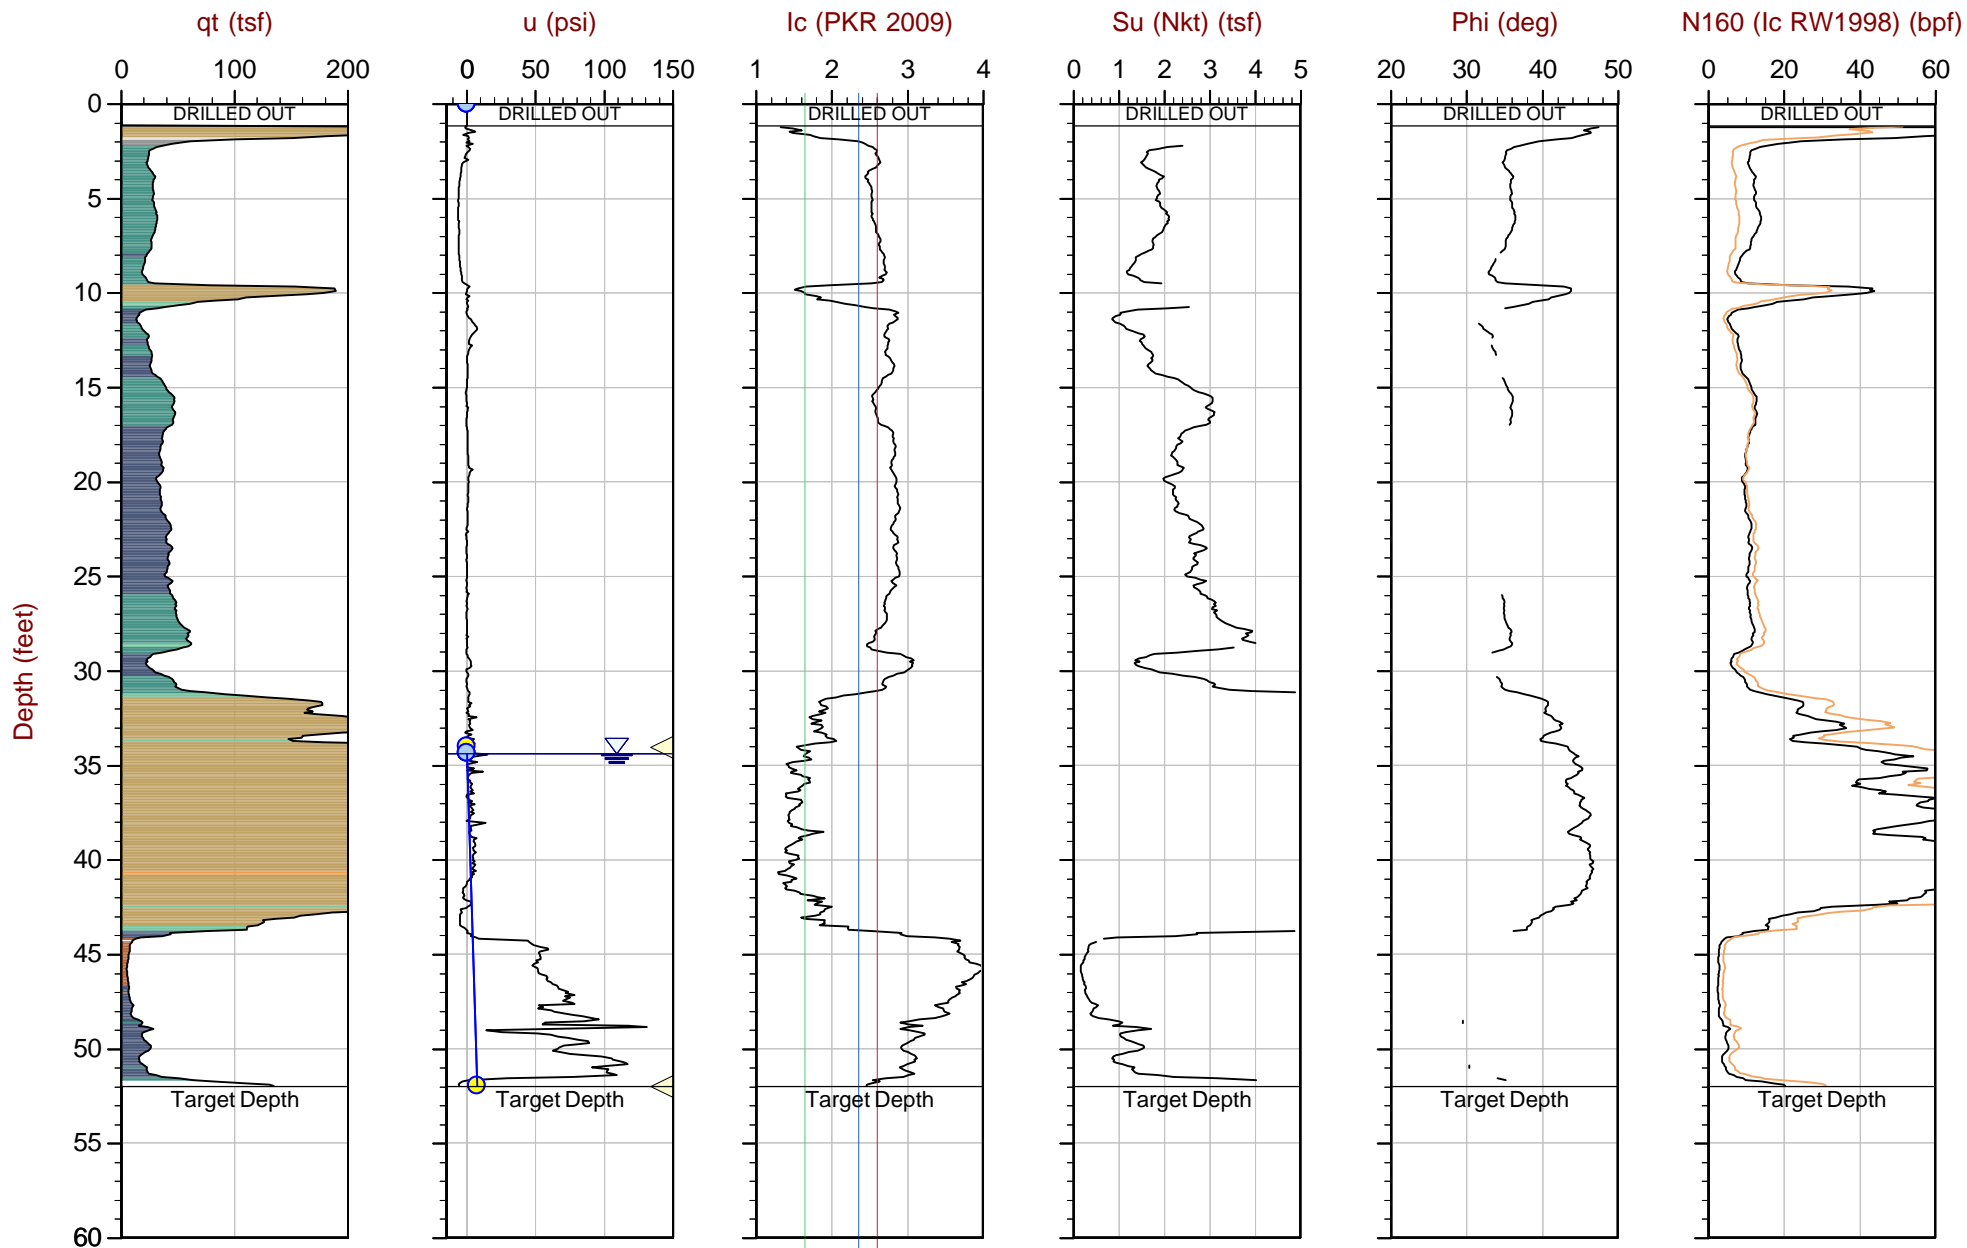 qt (tsf) u (psi) Ic (PKR 2009) Su (Nkt) (tsf) Phi (deg) N160 (Ic RW1998) (bpf)
0 100 200 0 50 100 150 1 2 3 4 0 1 2 3 4 5 20 30 40 50 0 20 40 60
0
DRILLED OUT DRILLED OUT DRILLED OUT DRILLED OUT DRILLED OUT DRILLED OUT
5
10
15
20
25
30
35
40
45
50
Target Depth Target Depth Target Depth Target Depth Target Depth Target Depth
55
60
Depth (feet)